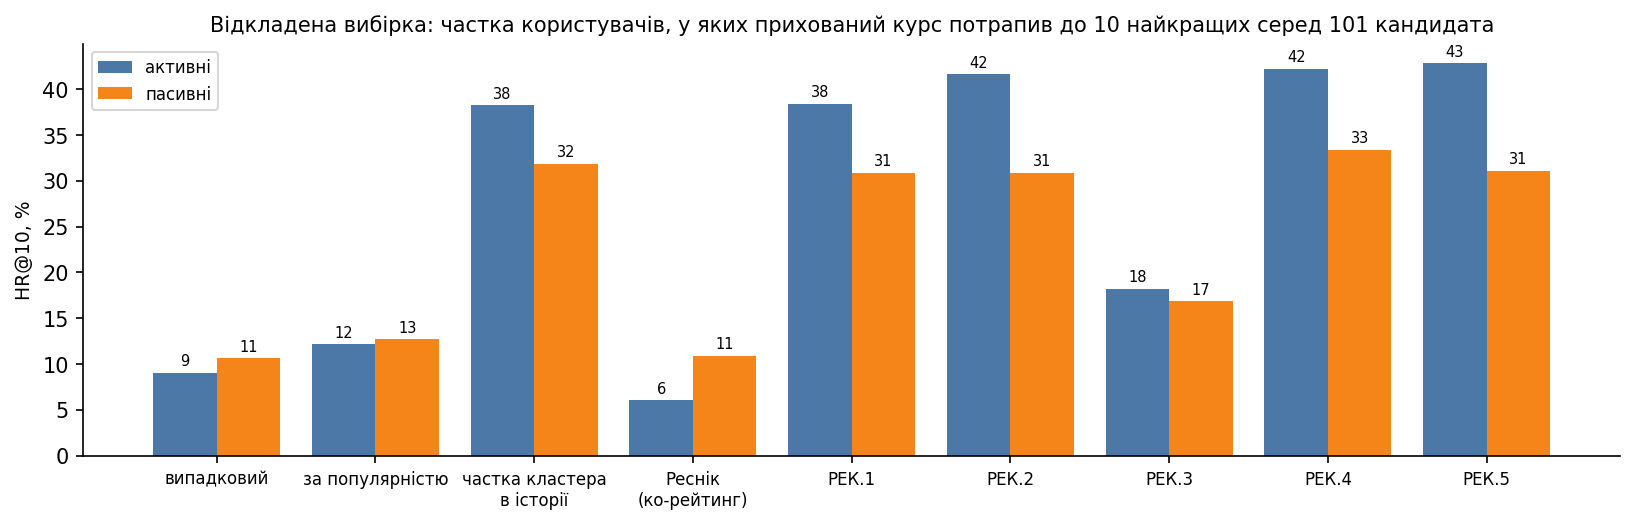 Відкладена вибірка: частка користувачів, у яких прихований курс потрапив до 10 найкращих серед 101 кандидата
активні
пасивні
HR@10, %
40
35
30
25
20
15
10
5
0
9
11
12
13
38
32
6
11
38
31
42
31
18
17
42
33
43
31
випадковий
за популярністю
частка кластера
в історії
Реснік
(ко-рейтинг)
РЕК.1
РЕК.2
РЕК.3
РЕК.4
РЕК.5